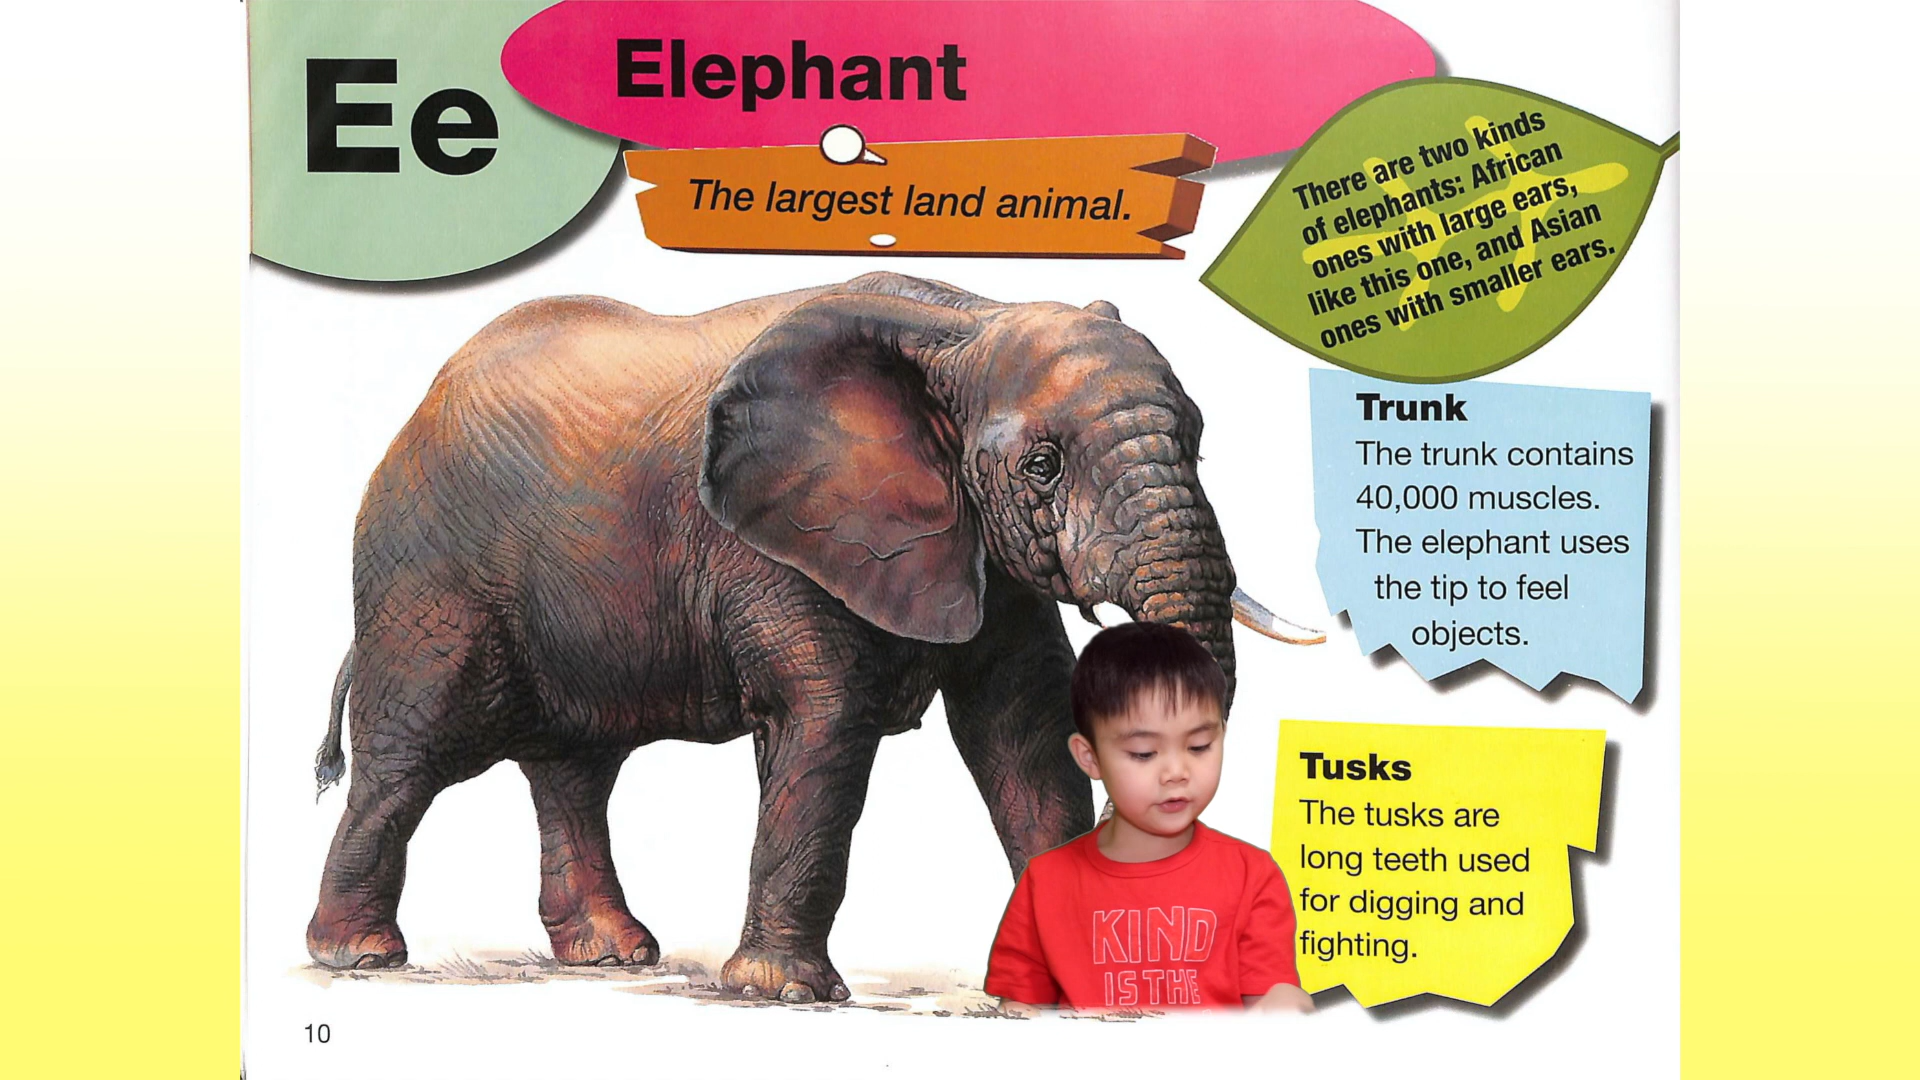 Ee
Elephant
The largest land animal.
There are two kinds
of elephants: African
ones with large ears,
like this one, and Asian
ones with smaller ears.
Trunk
The trunk contains
40,000 muscles.
The elephant uses
the tip to feel
objects.
Tusks
The tusks are
long teeth used
for digging and
fighting.
KIND
IS THE
10